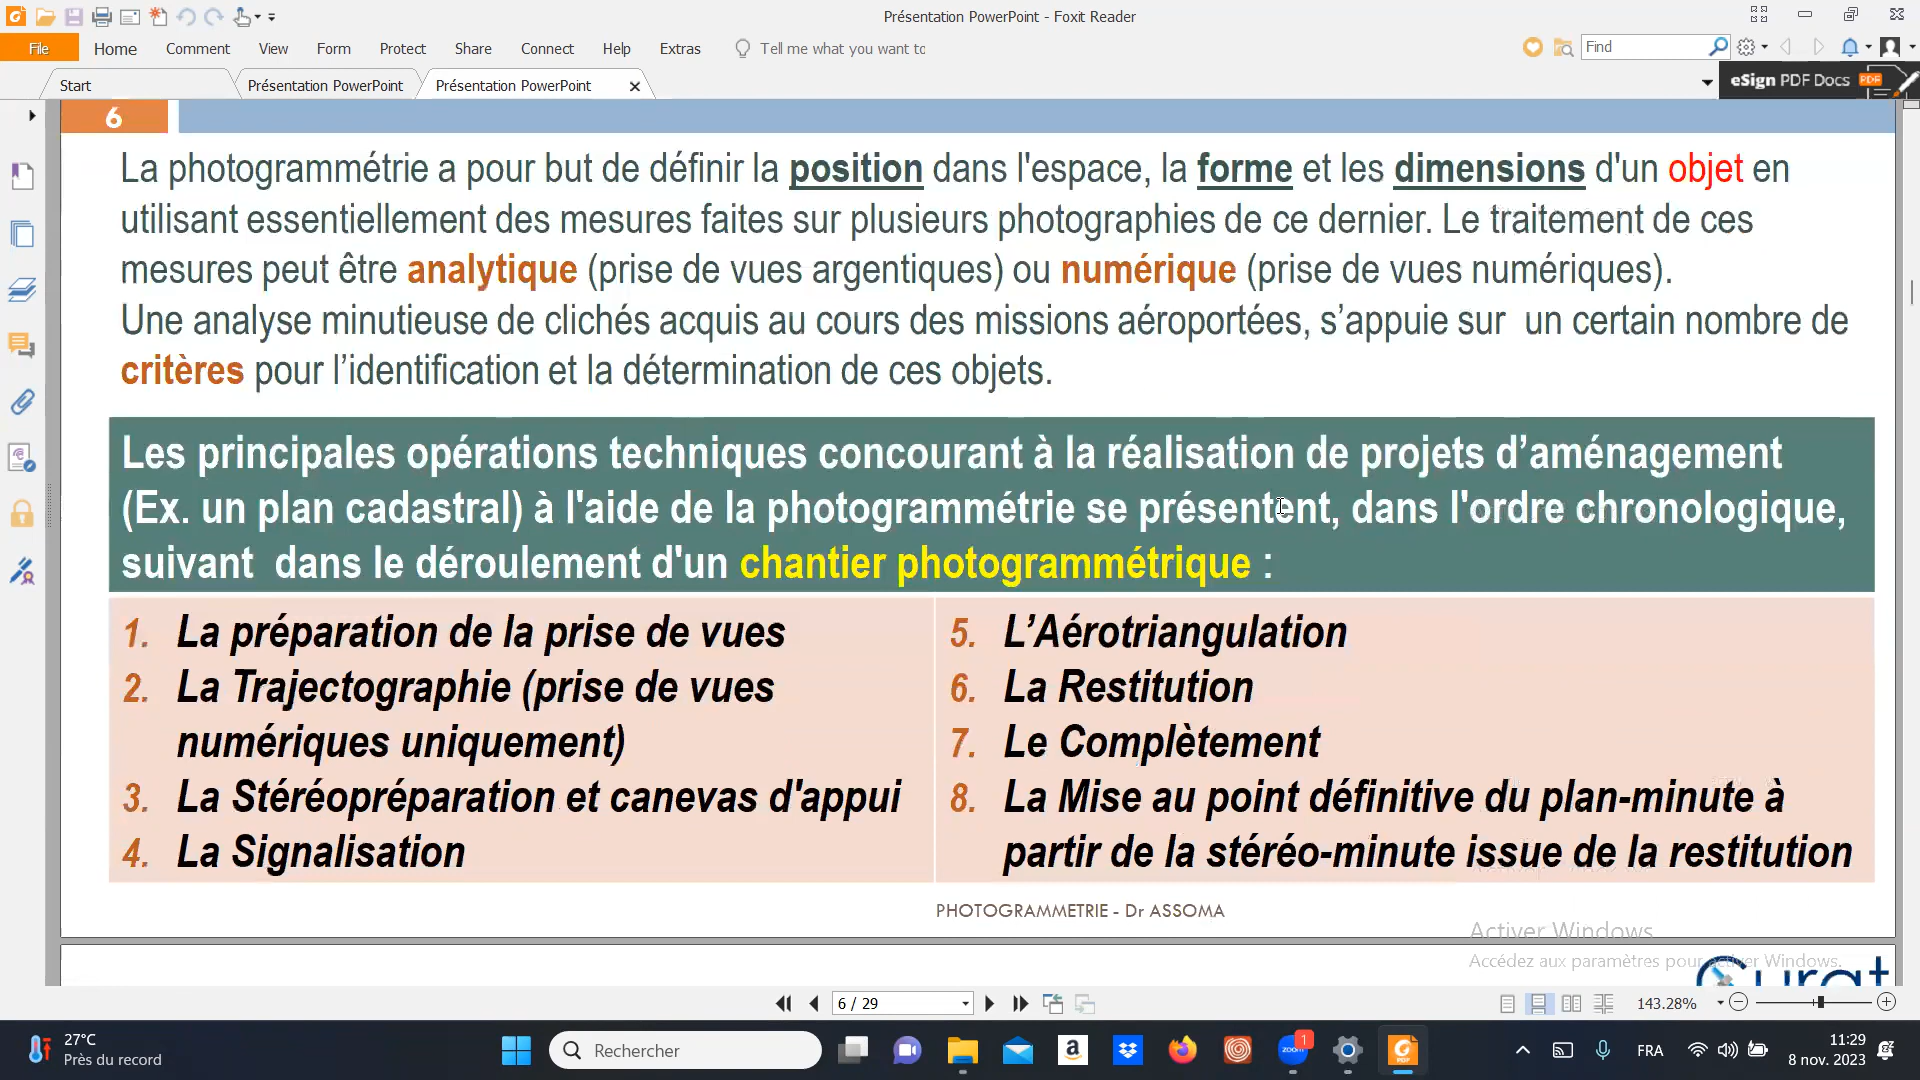 Présentation PowerPoint - Foxit Reader
File Home Comment View Form Protect Share Connect Help Extras Tell me what you want to Find
Start Présentation PowerPoint Présentation PowerPoint eSign PDF Docs PDF
6
La photogrammétrie a pour but de définir la position dans l'espace, la forme et les dimensions d'un objet en
utilisant essentiellement des mesures faites sur plusieurs photographies de ce dernier. Le traitement de ces
mesures peut être analytique (prise de vues argentiques) ou numérique (prise de vues numériques).
Une analyse minutieuse de clichés acquis au cours des missions aéroportées, s’appuie sur  un certain nombre de
critères pour l’identification et la détermination de ces objets.
Les principales opérations techniques concourant à la réalisation de projets d’aménagement
(Ex. un plan cadastral) à l'aide de la photogrammétrie se présentent, dans l'ordre chronologique,
suivant  dans le déroulement d'un chantier photogrammétrique :
1. La préparation de la prise de vues
2. La Trajectographie (prise de vues
numériques uniquement)
3. La Stéréopréparation et canevas d'appui
4. La Signalisation
5. L’Aérotriangulation
6. La Restitution
7. Le Complètement
8. La Mise au point définitive du plan-minute à
partir de la stéréo-minute issue de la restitution
PHOTOGRAMMETRIE - Dr ASSOMA
Activer Windows
Accédez aux paramètres pour activer Windows.
6 / 29 143.28%
27°C
Près du record
Rechercher
zoom 1
FRA
11:29
8 nov. 2023